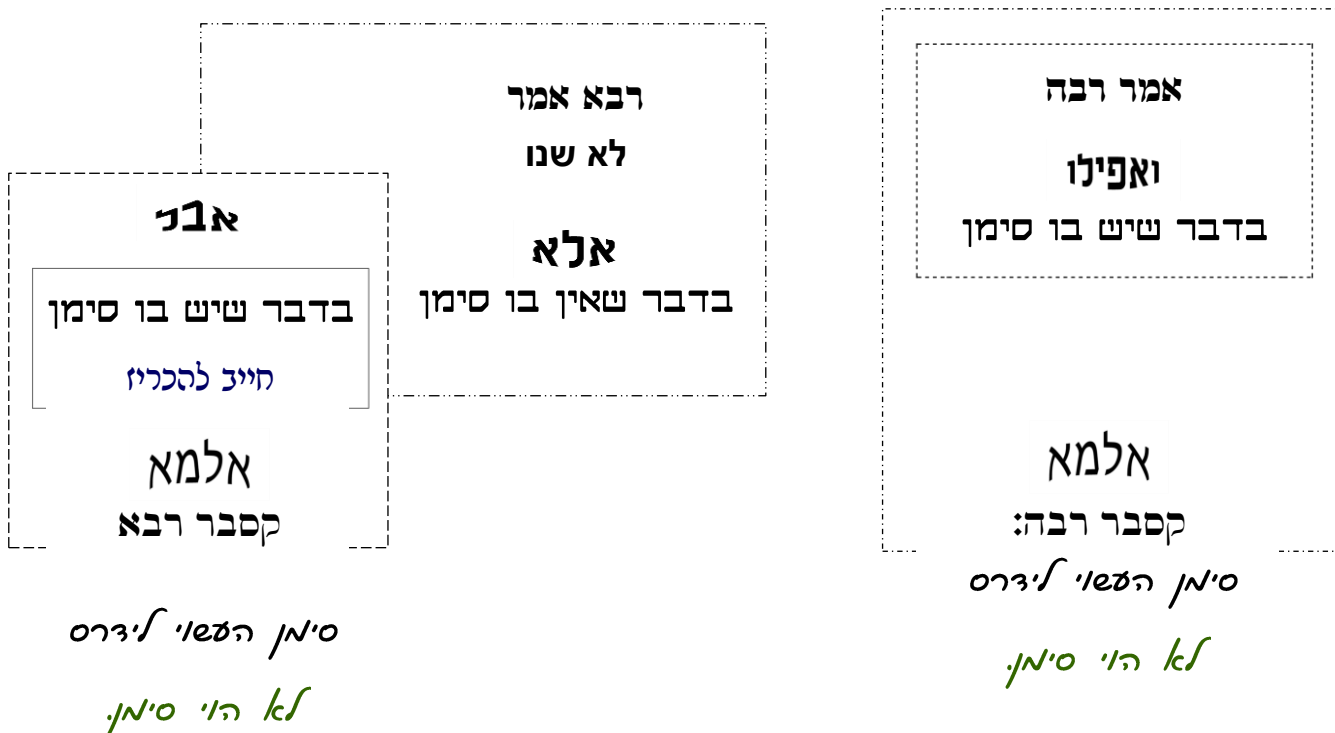 אמר רבה
ואפילו
בדבר שיש בו סימן
אלמא
קסבר רבה:
סימן העשוי לידרס
לא הוי סימן.
רבא אמר
לא שנו
אלא
בדבר שאין בו סימן
אבל
בדבר שיש בו סימן
חייב להכריז
אלמא
קסבר רבא
סימן העשוי לידרס
לא הוי סימן.